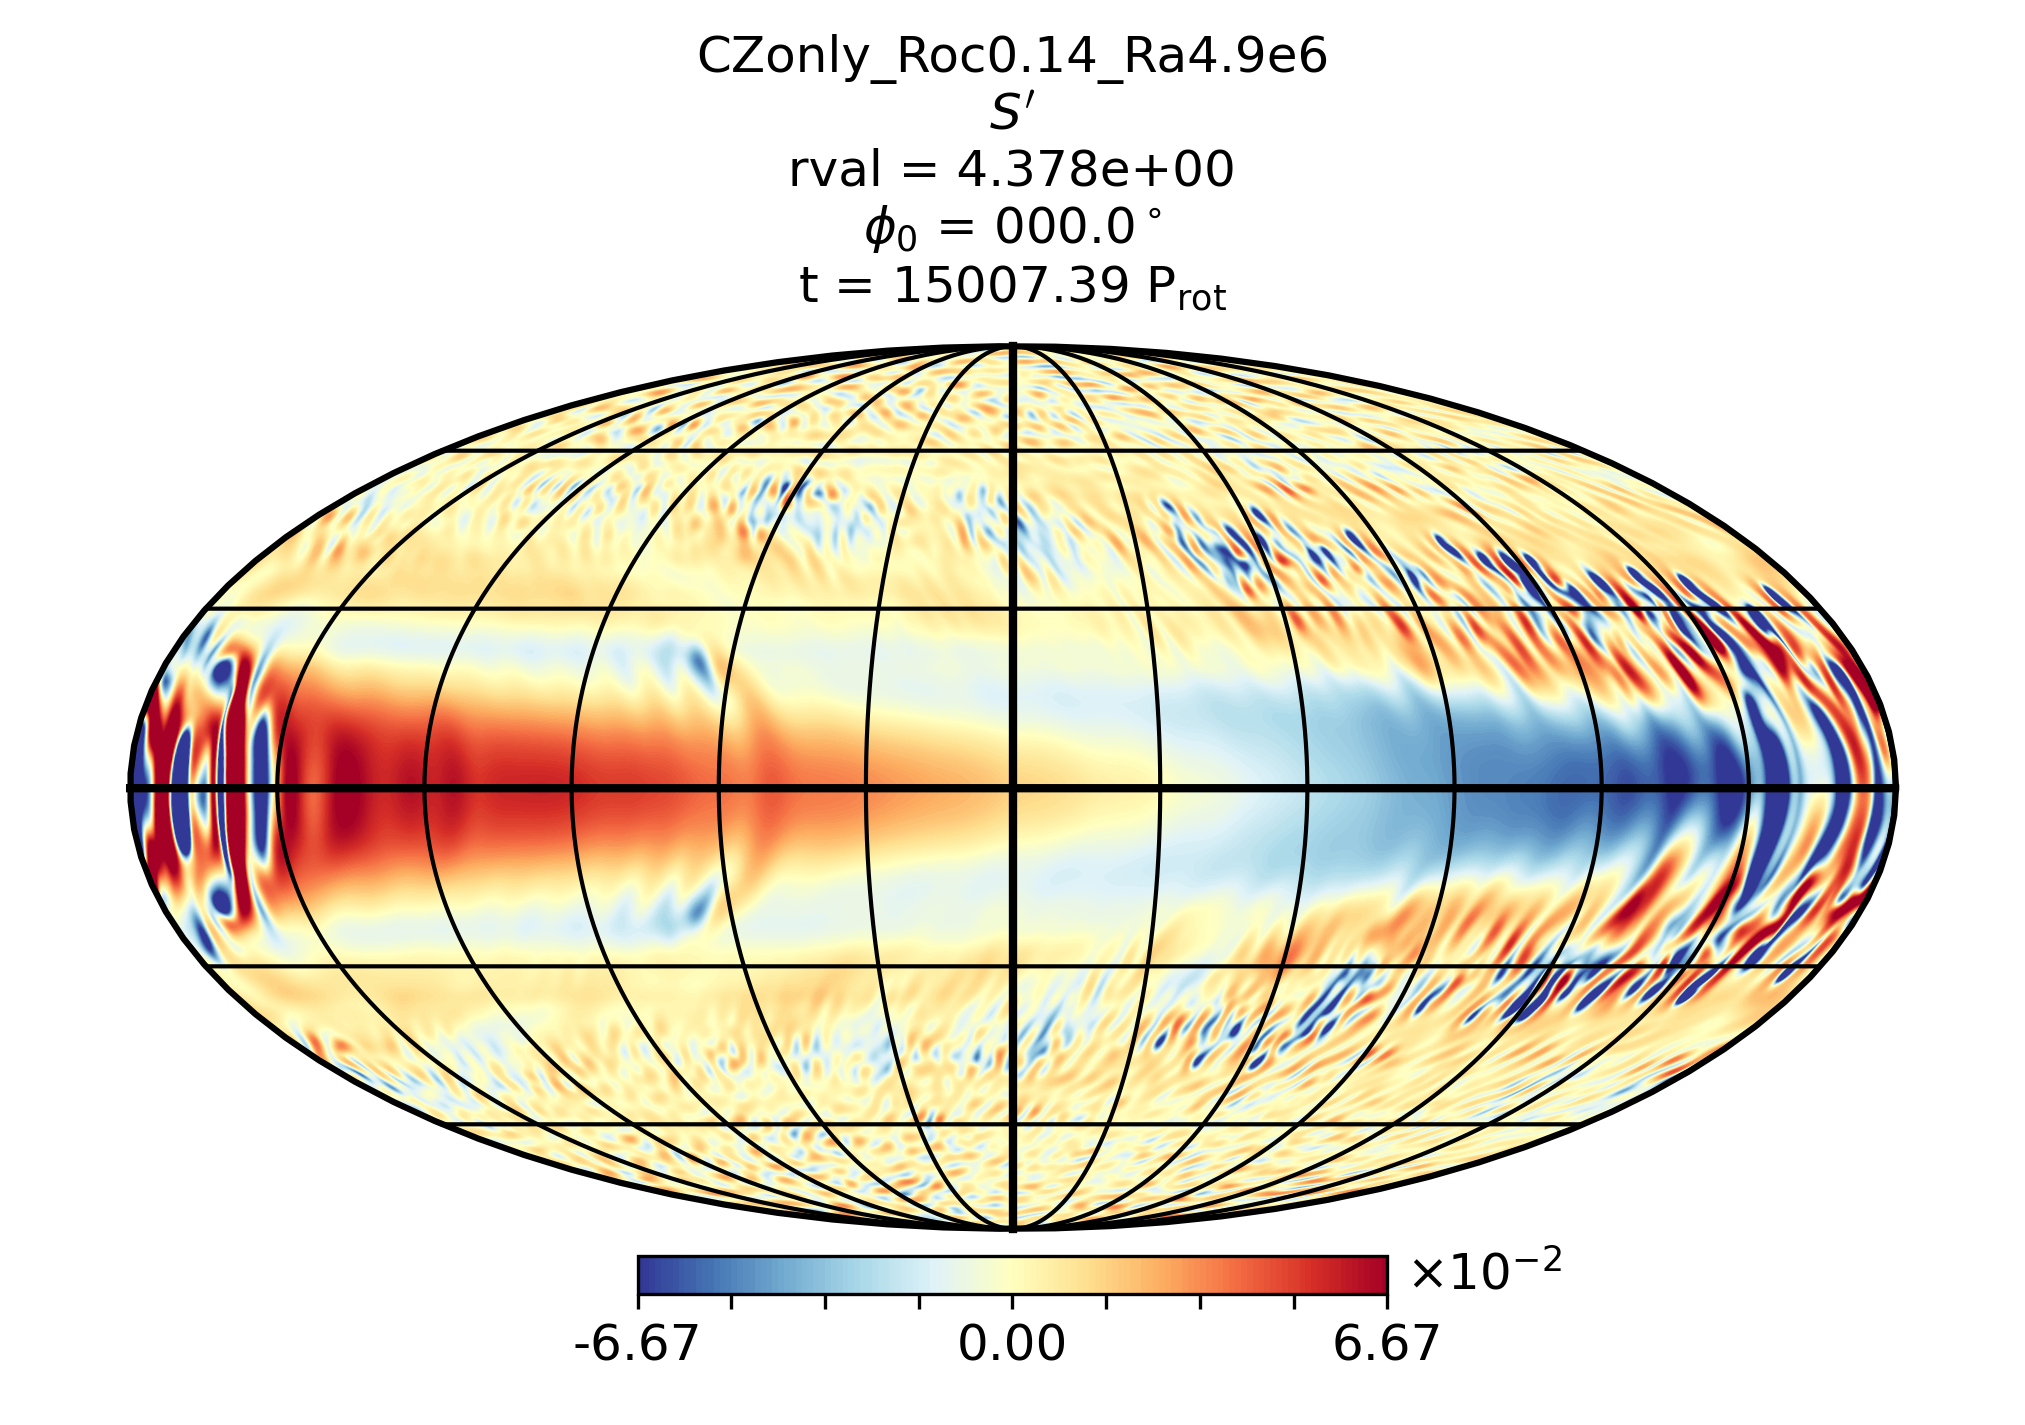 CZonly_Roc0.14_Ra4.9e6
S′
rval = 4.378e+00
ϕ₀ = 000.0°
t = 15007.39 P_rot
×10⁻²
-6.67 0.00 6.67